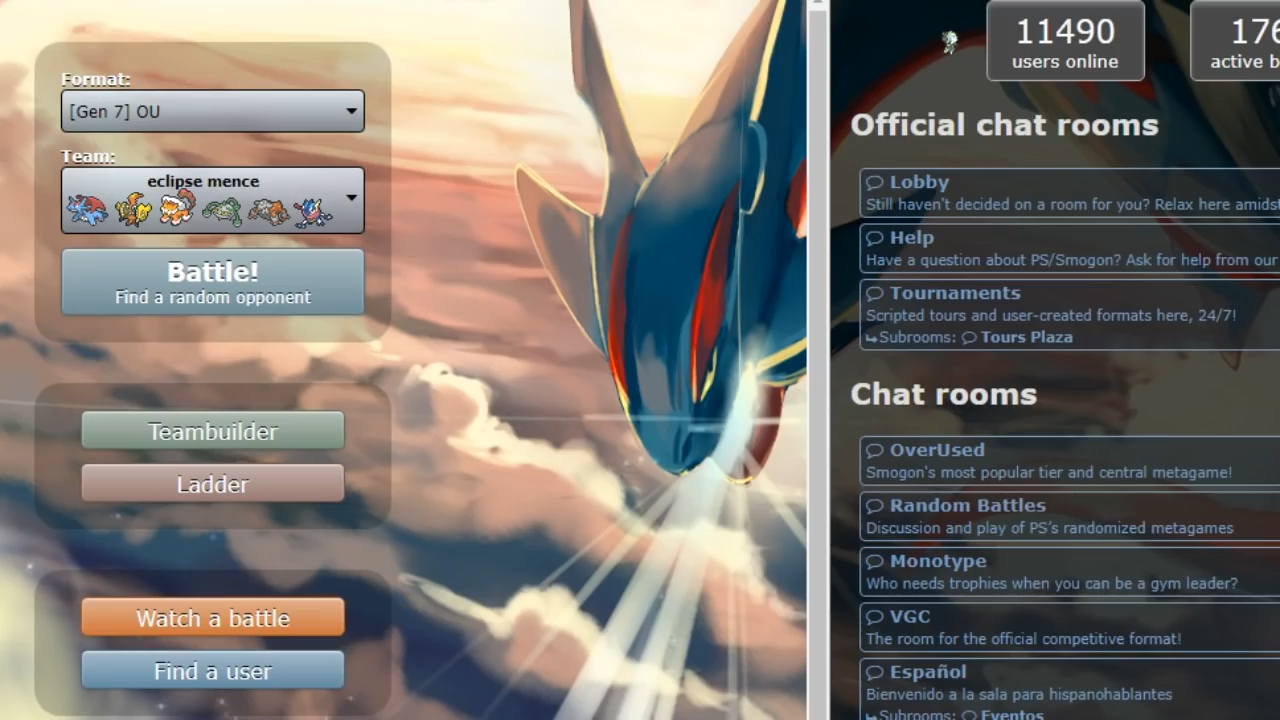 Format:
[Gen 7] OU
Team:
eclipse mence
Battle!
Find a random opponent
Teambuilder
Ladder
Watch a battle
Find a user
11490
users online
176
active b
Official chat rooms
Lobby
Still haven't decided on a room for you? Relax here amidst
Help
Have a question about PS/Smogon? Ask for help from our
Tournaments
Scripted tours and user-created formats here, 24/7!
Subrooms: Tours Plaza
Chat rooms
OverUsed
Smogon's most popular tier and central metagame!
Random Battles
Discussion and play of PS's randomized metagames
Monotype
Who needs trophies when you can be a gym leader?
VGC
The room for the official competitive format!
Español
Bienvenido a la sala para hispanohablantes
Subrooms: Eventos